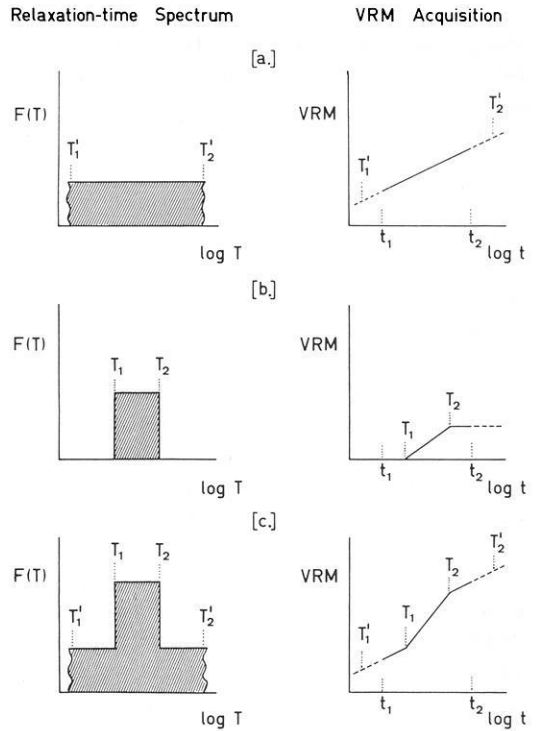 Relaxation-time Spectrum
VRM Acquisition
[a.]
F(T)
T'1
T'2
log T
VRM
T'1
T'2
t1
t2
log t
[b.]
F(T)
T1
T2
log T
VRM
T1
T2
t1
t2
log t
[c.]
F(T)
T'1
T1
T2
T'2
log T
VRM
T'1
T1
T2
T'2
t1
t2
log t